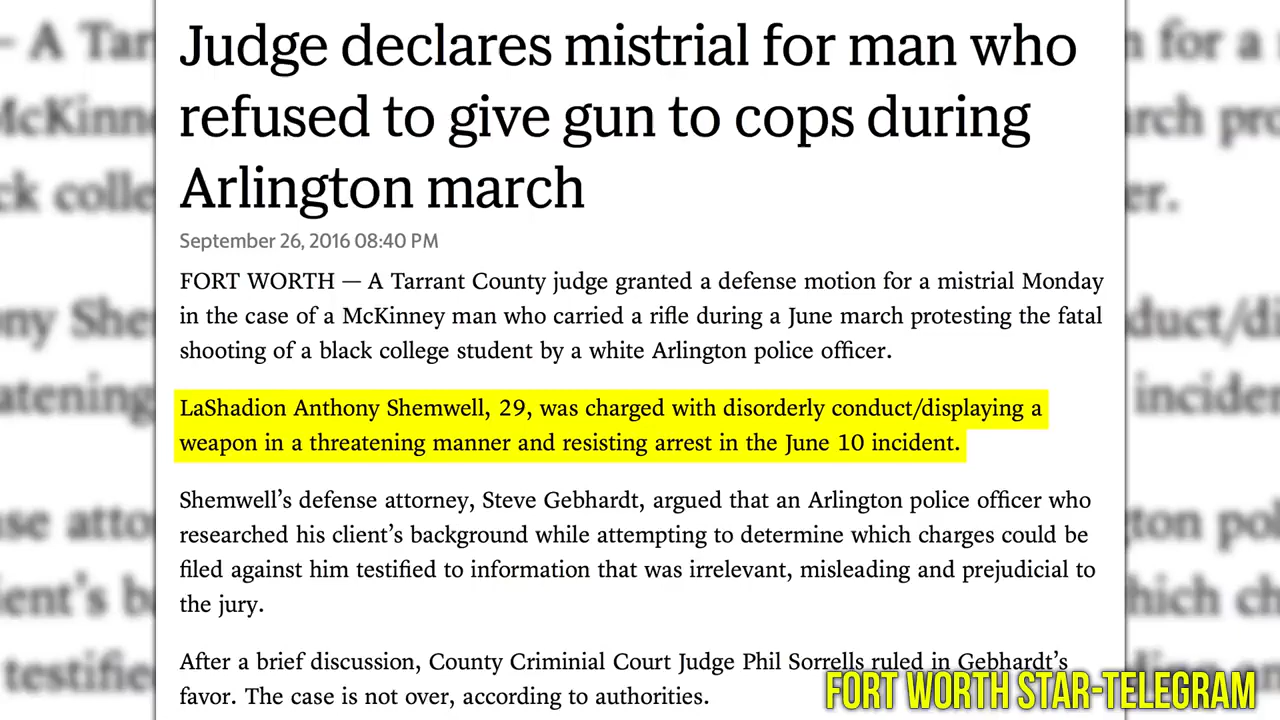 Judge declares mistrial for man who
refused to give gun to cops during
Arlington march
September 26, 2016 08:40 PM
FORT WORTH — A Tarrant County judge granted a defense motion for a mistrial Monday
in the case of a McKinney man who carried a rifle during a June march protesting the fatal
shooting of a black college student by a white Arlington police officer.
LaShadion Anthony Shemwell, 29, was charged with disorderly conduct/displaying a
weapon in a threatening manner and resisting arrest in the June 10 incident.
Shemwell’s defense attorney, Steve Gebhardt, argued that an Arlington police officer who
researched his client’s background while attempting to determine which charges could be
filed against him testified to information that was irrelevant, misleading and prejudicial to
the jury.
After a brief discussion, County Criminial Court Judge Phil Sorrells ruled in Gebhardt’s
favor. The case is not over, according to authorities.
FORT WORTH STAR-TELEGRAM